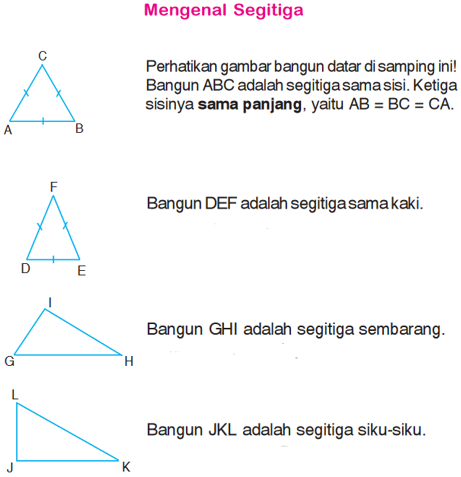 Mengenal Segitiga
C
A
B
Perhatikan gambar bangun datar di samping ini!
Bangun ABC adalah segitiga sama sisi. Ketiga
sisinya sama panjang, yaitu AB = BC = CA.
F
D
E
Bangun DEF adalah segitiga sama kaki.
I
G
H
Bangun GHI adalah segitiga sembarang.
L
J
K
Bangun JKL adalah segitiga siku-siku.